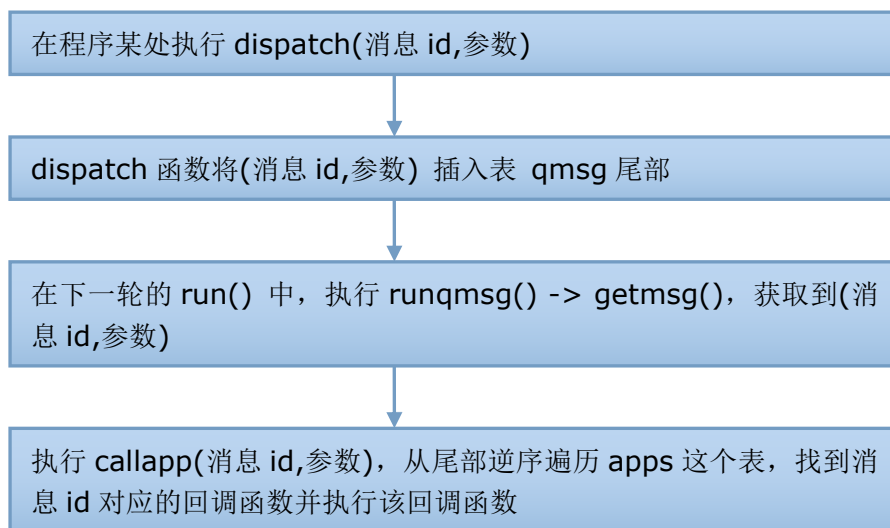 在程序某处执行 dispatch(消息 id,参数)
dispatch 函数将(消息 id,参数) 插入表 qmsg 尾部
在下一轮的 run() 中，执行 runqmsg() -> getmsg()，获取到(消
息 id,参数)
执行 callapp(消息 id,参数)，从尾部逆序遍历 apps 这个表，找到消
息 id 对应的回调函数并执行该回调函数